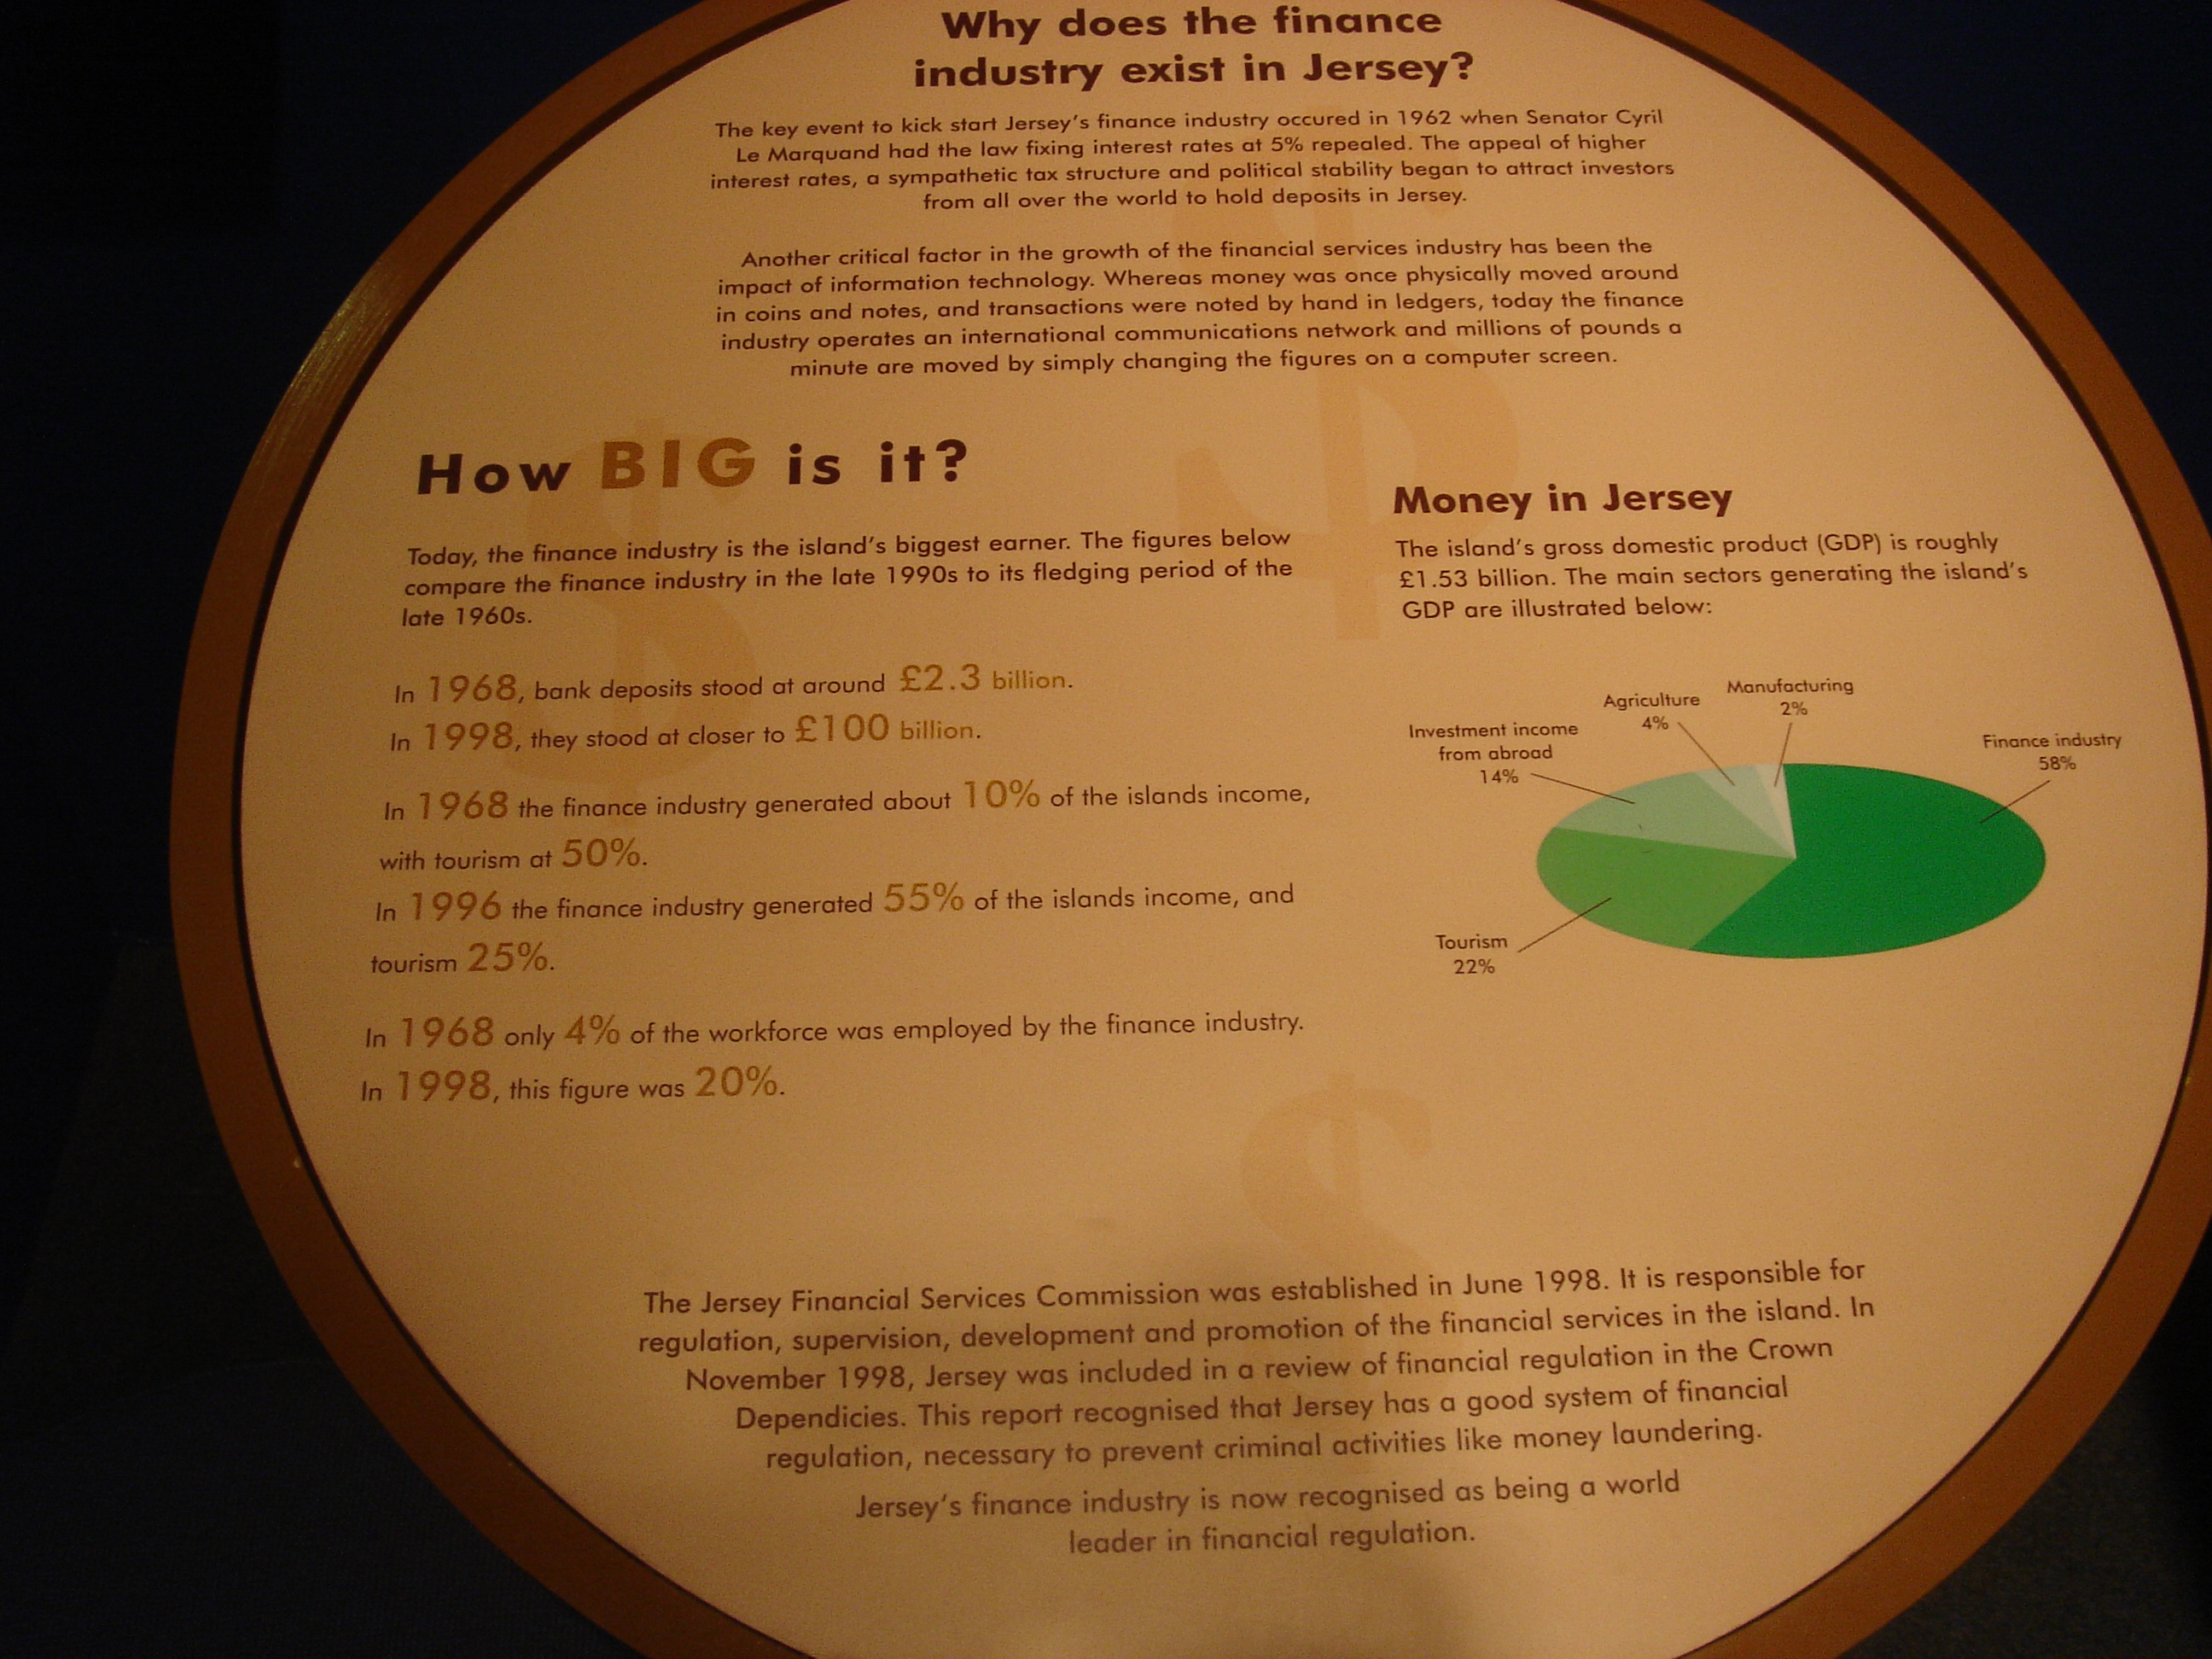 Why does the finance
industry exist in Jersey?
The key event to kick start Jersey's finance industry occured in 1962 when Senator Cyril
Le Marquand had the law fixing interest rates at 5% repealed. The appeal of higher
interest rates, a sympathetic tax structure and political stability began to attract investors
from all over the world to hold deposits in Jersey.
Another critical factor in the growth of the financial services industry has been the
impact of information technology. Whereas money was once physically moved around
in coins and notes, and transactions were noted by hand in ledgers, today the finance
industry operates an international communications network and millions of pounds a
minute are moved by simply changing the figures on a computer screen.
How BIG is it?
Today, the finance industry is the island's biggest earner. The figures below
compare the finance industry in the late 1990s to its fledging period of the
late 1960s.
In 1968, bank deposits stood at around £2.3 billion.
In 1998, they stood at closer to £100 billion.
In 1968 the finance industry generated about 10% of the islands income,
with tourism at 50%.
In 1996 the finance industry generated 55% of the islands income, and
tourism 25%.
In 1968 only 4% of the workforce was employed by the finance industry.
In 1998, this figure was 20%.
Money in Jersey
The island's gross domestic product (GDP) is roughly
£1.53 billion. The main sectors generating the island's
GDP are illustrated below:
Investment income
from abroad
14%
Agriculture
4%
Manufacturing
2%
Finance industry
58%
Tourism
22%
The Jersey Financial Services Commission was established in June 1998. It is responsible for
regulation, supervision, development and promotion of the financial services in the island. In
November 1998, Jersey was included in a review of financial regulation in the Crown
Dependicies. This report recognised that Jersey has a good system of financial
regulation, necessary to prevent criminal activities like money laundering.
Jersey's finance industry is now recognised as being a world
leader in financial regulation.